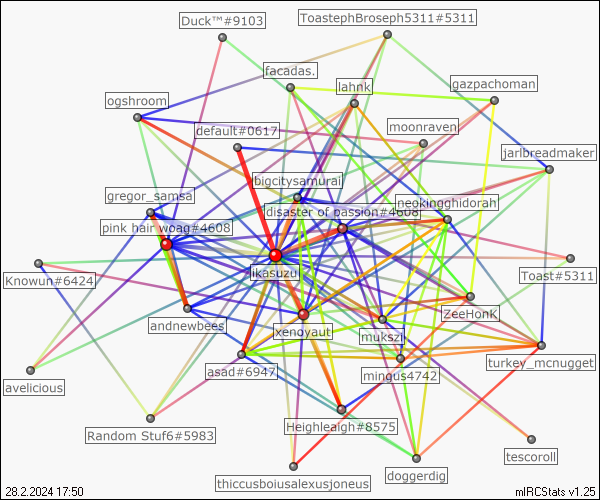 Duck™#9103
ToastephBroseph5311#5311
facadas.
lahnk
gazpachoman
ogshroom
default#0617
moonraven
jarlbreadmaker
bigcitysamurai
gregor_samsa
neokingghidorah
disaster of passion#4608
pink hair woag#4608
likasuzu
Knowun#6424
Toast#5311
ZeeHonK
andnewbees
xenoyaut
mukszi
turkey_mcnugget
asad#6947
mingus4742
avelicious
Random Stuf6#5983
Heighleaigh#8575
tescoroll
doggerdig
thiccusboiusalexusjoneus
28.2.2024 17:50
mIRCStats v1.25